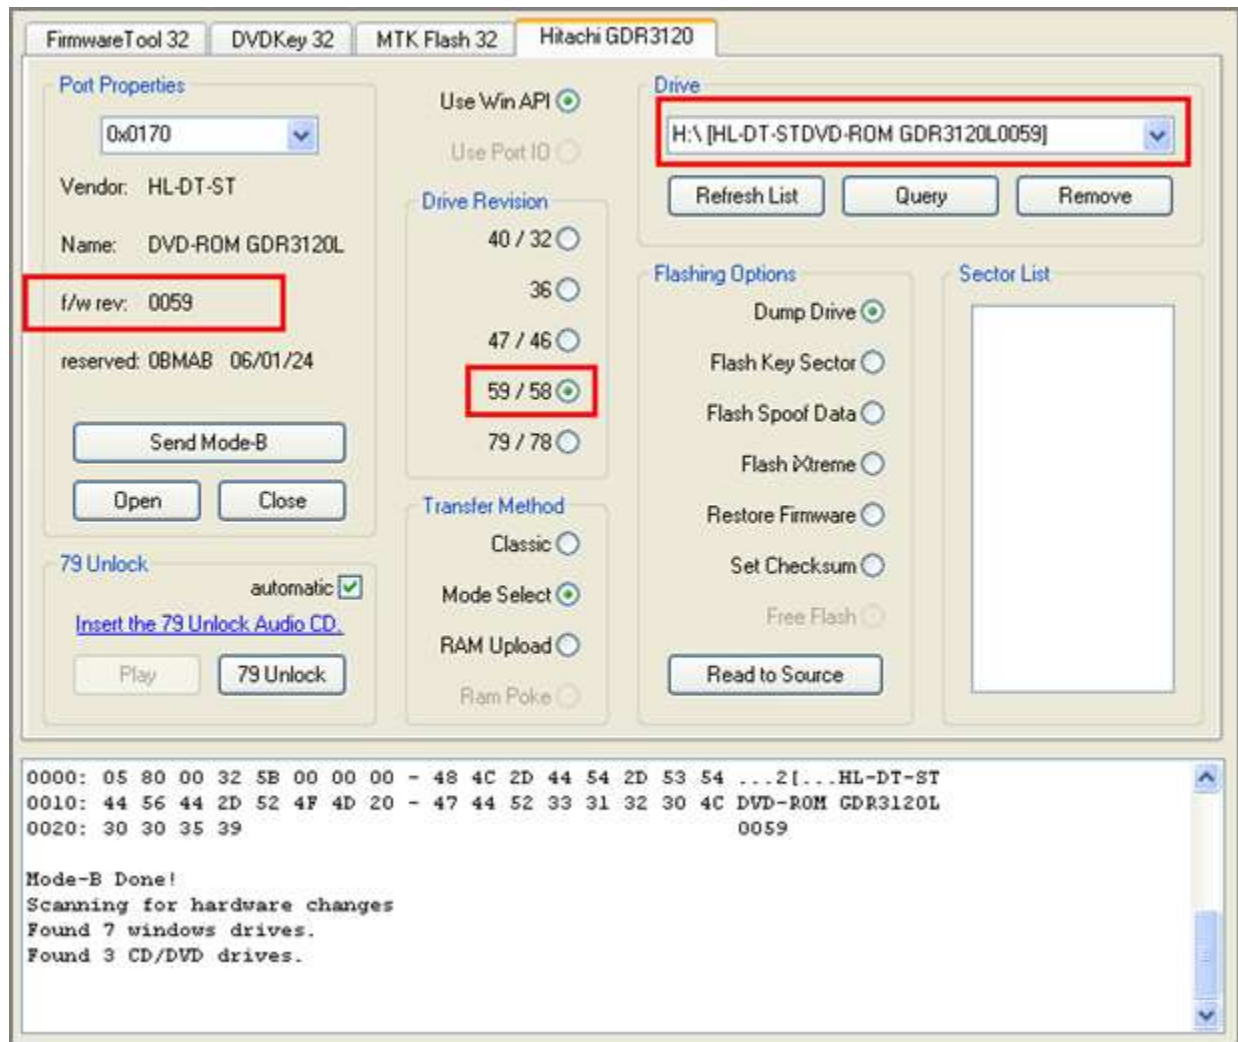 FirmwareTool 32 DVDKey 32 MTK Flash 32 Hitachi GDR3120
Port Properties
0x0170
Vendor: HL-DT-ST
Name: DVD-ROM GDR3120L
f/w rev: 0059
reserved: 0BMAB 06/01/24
Send Mode-B
Open Close
79 Unlock
automatic
Insert the 79 Unlock Audio CD.
Play 79 Unlock
Use Win API
Use Port IO
Drive Revision
40 / 32
36
47 / 46
59 / 58
79 / 78
Transfer Method
Classic
Mode Select
RAM Upload
Ram Poke
Drive
H:\ [HL-DT-STDVD-ROM GDR3120L0059]
Refresh List Query Remove
Flashing Options
Dump Drive
Flash Key Sector
Flash Spoof Data
Flash iXtreme
Restore Firmware
Set Checksum
Free Flash
Read to Source
Sector List
0000: 05 80 00 32 5B 00 00 00 - 48 4C 2D 44 54 2D 53 54 ...2[...HL-DT-ST
0010: 44 56 44 2D 52 4F 4D 20 - 47 44 52 33 31 32 30 4C DVD-ROM GDR3120L
0020: 30 30 35 39 0059
Mode-B Done!
Scanning for hardware changes
Found 7 windows drives.
Found 3 CD/DVD drives.